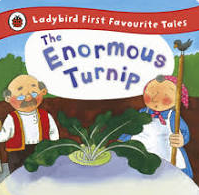 Ladybird First Favourite Tales
The
Enormous
Turnip